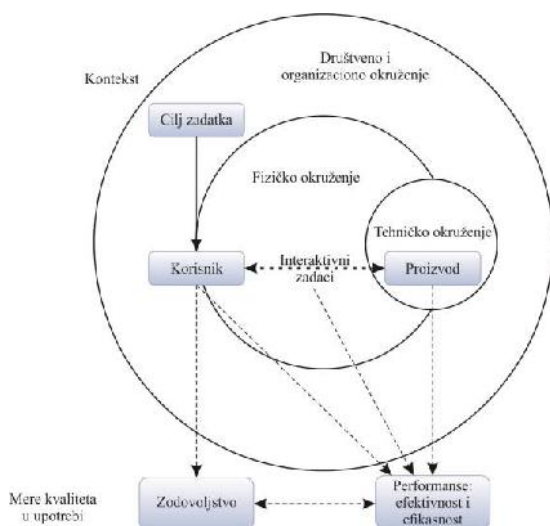 Društveno i
organizaciono okruženje
Kontekst
Cilj zadatka
Fizičko okruženje
Tehničko okruženje
Korisnik
Interaktivni
zadaci
Proizvod
Mere kvaliteta
u upotrebi
Zodovoljstvo
Performanse:
efektivnost i
efikasnost